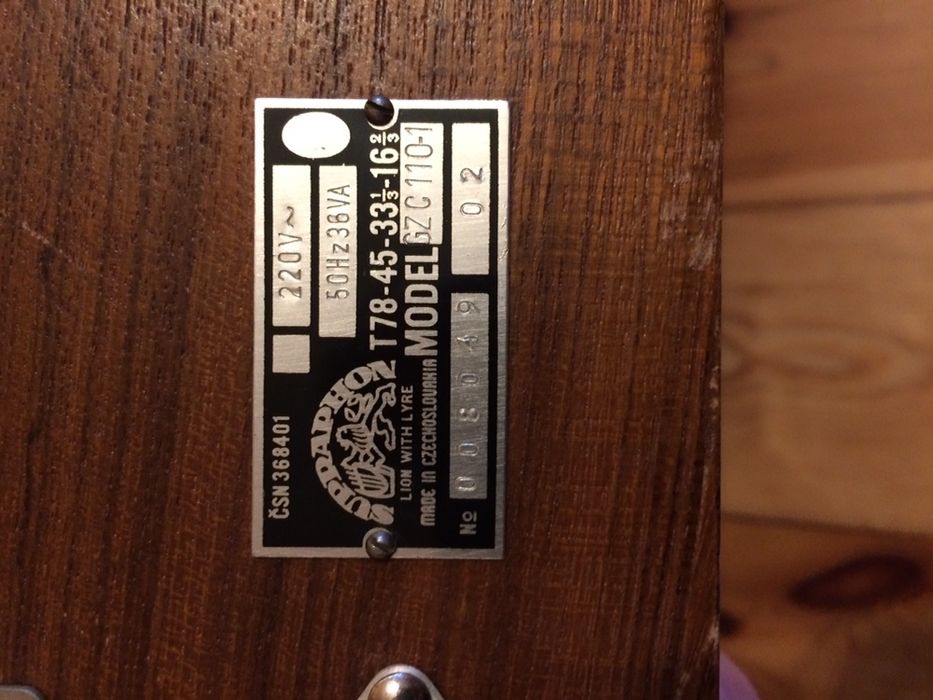 ČSN 368401
220V~
50Hz 36VA
SUPRAPHON
T78-45-33⅓-16⅔
LION WITH LYRE
MODEL GZ C 110-1
MADE IN CZECHOSLOVAKIA
№ 008049 02